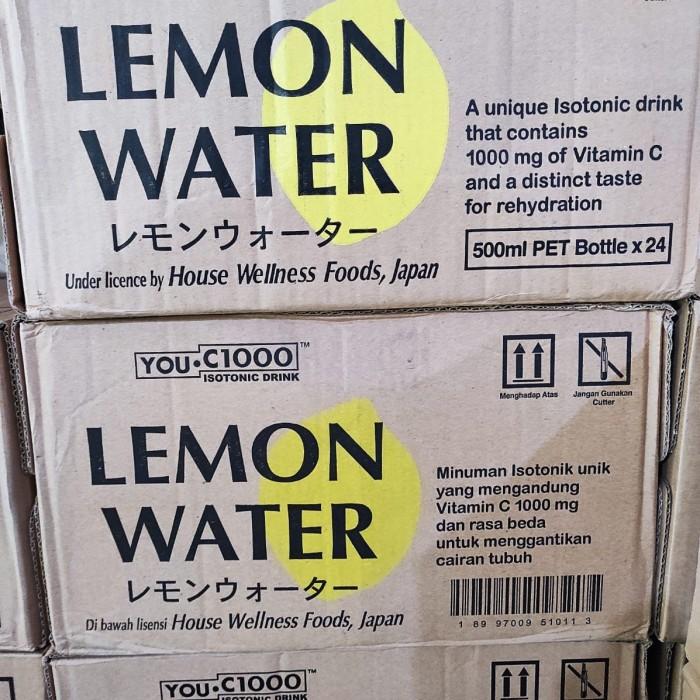 LEMON
WATER
レモンウォーター
Under licence by House Wellness Foods, Japan
A unique Isotonic drink
that contains
1000 mg of Vitamin C
and a distinct taste
for rehydration
500ml PET Bottle x 24
YOU•C1000™
ISOTONIC DRINK
Menghadap Atas
Jangan Gunakan
Cutter
LEMON
WATER
レモンウォーター
Di bawah lisensi House Wellness Foods, Japan
Minuman Isotonik unik
yang mengandung
Vitamin C 1000 mg
dan rasa beda
untuk menggantikan
cairan tubuh
1 89 97009 51011 3
YOU•C1000™
ISOTONIC DRINK